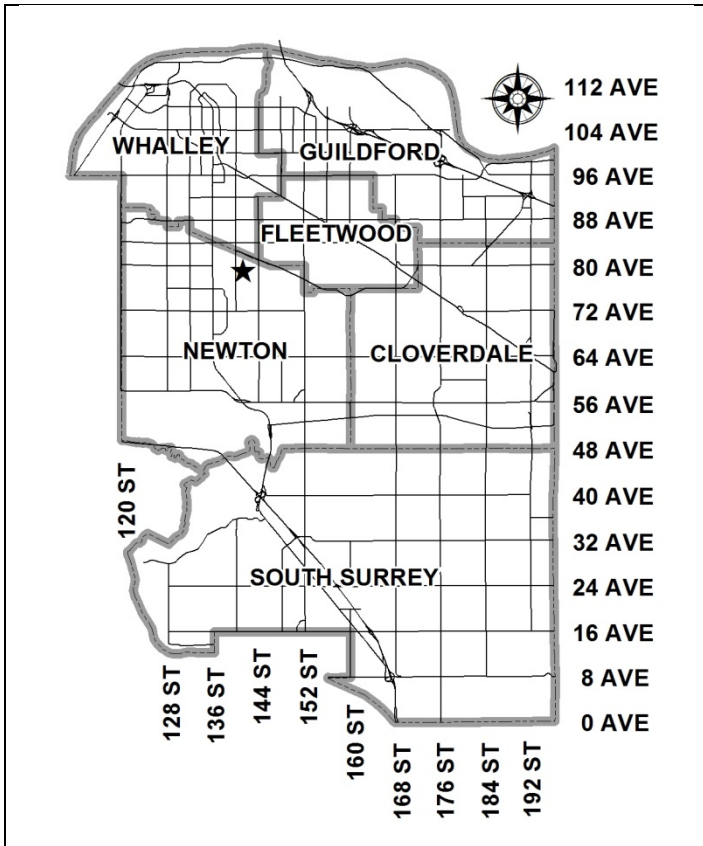 112 AVE
104 AVE
WHALLEY
GUILDFORD
96 AVE
88 AVE
FLEETWOOD
80 AVE
72 AVE
NEWTON
CLOVERDALE
64 AVE
56 AVE
48 AVE
120 ST
40 AVE
32 AVE
SOUTH SURREY
24 AVE
16 AVE
128 ST
136 ST
144 ST
152 ST
160 ST
8 AVE
0 AVE
168 ST
176 ST
184 ST
192 ST